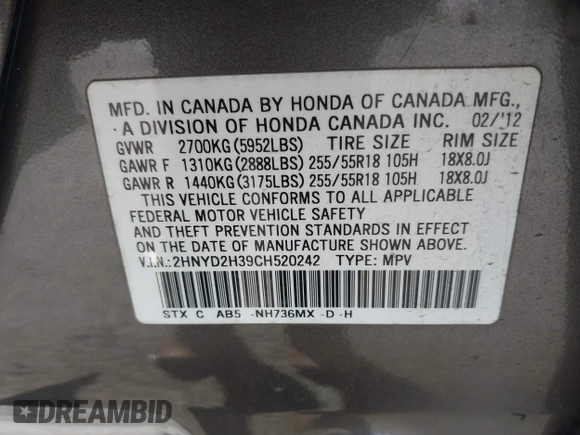 MFD. IN CANADA BY HONDA OF CANADA MFG.,
A DIVISION OF HONDA CANADA INC. 02/'12
GVWR 2700KG(5952LBS) TIRE SIZE RIM SIZE
GAWR F 1310KG(2888LBS) 255/55R18 105H 18X8.0J
GAWR R 1440KG(3175LBS) 255/55R18 105H 18X8.0J
THIS VEHICLE CONFORMS TO ALL APPLICABLE
FEDERAL MOTOR VEHICLE SAFETY
AND THEFT PREVENTION STANDARDS IN EFFECT
ON THE DATE OF MANUFACTURE SHOWN ABOVE.
V.I.N.:2HNYD2H39CH520242 TYPE: MPV
STX C AB5 -NH736MX -D -H
DREAMBID